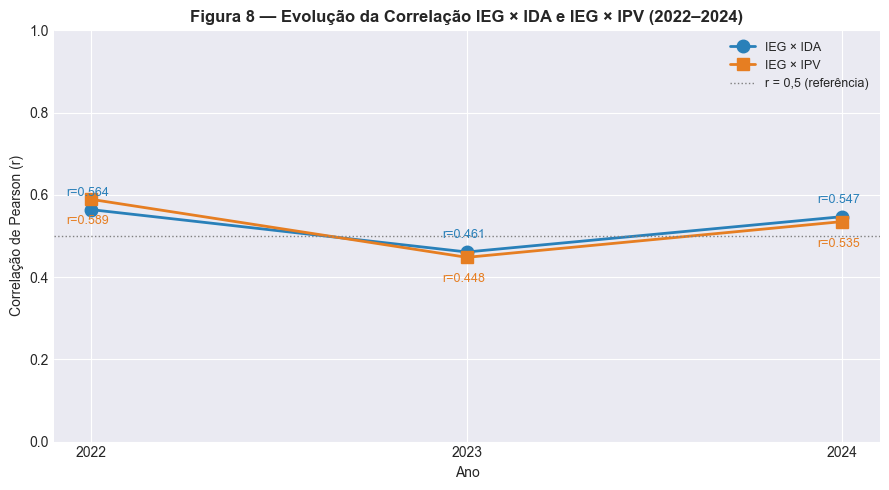 Figura 8 — Evolução da Correlação IEG × IDA e IEG × IPV (2022–2024)
IEG × IDA
IEG × IPV
r = 0,5 (referência)
Correlação de Pearson (r)
1.0
0.8
0.6
0.4
0.2
0.0
r=0.564
r=0.589
r=0.461
r=0.448
r=0.547
r=0.535
2022
2023
2024
Ano